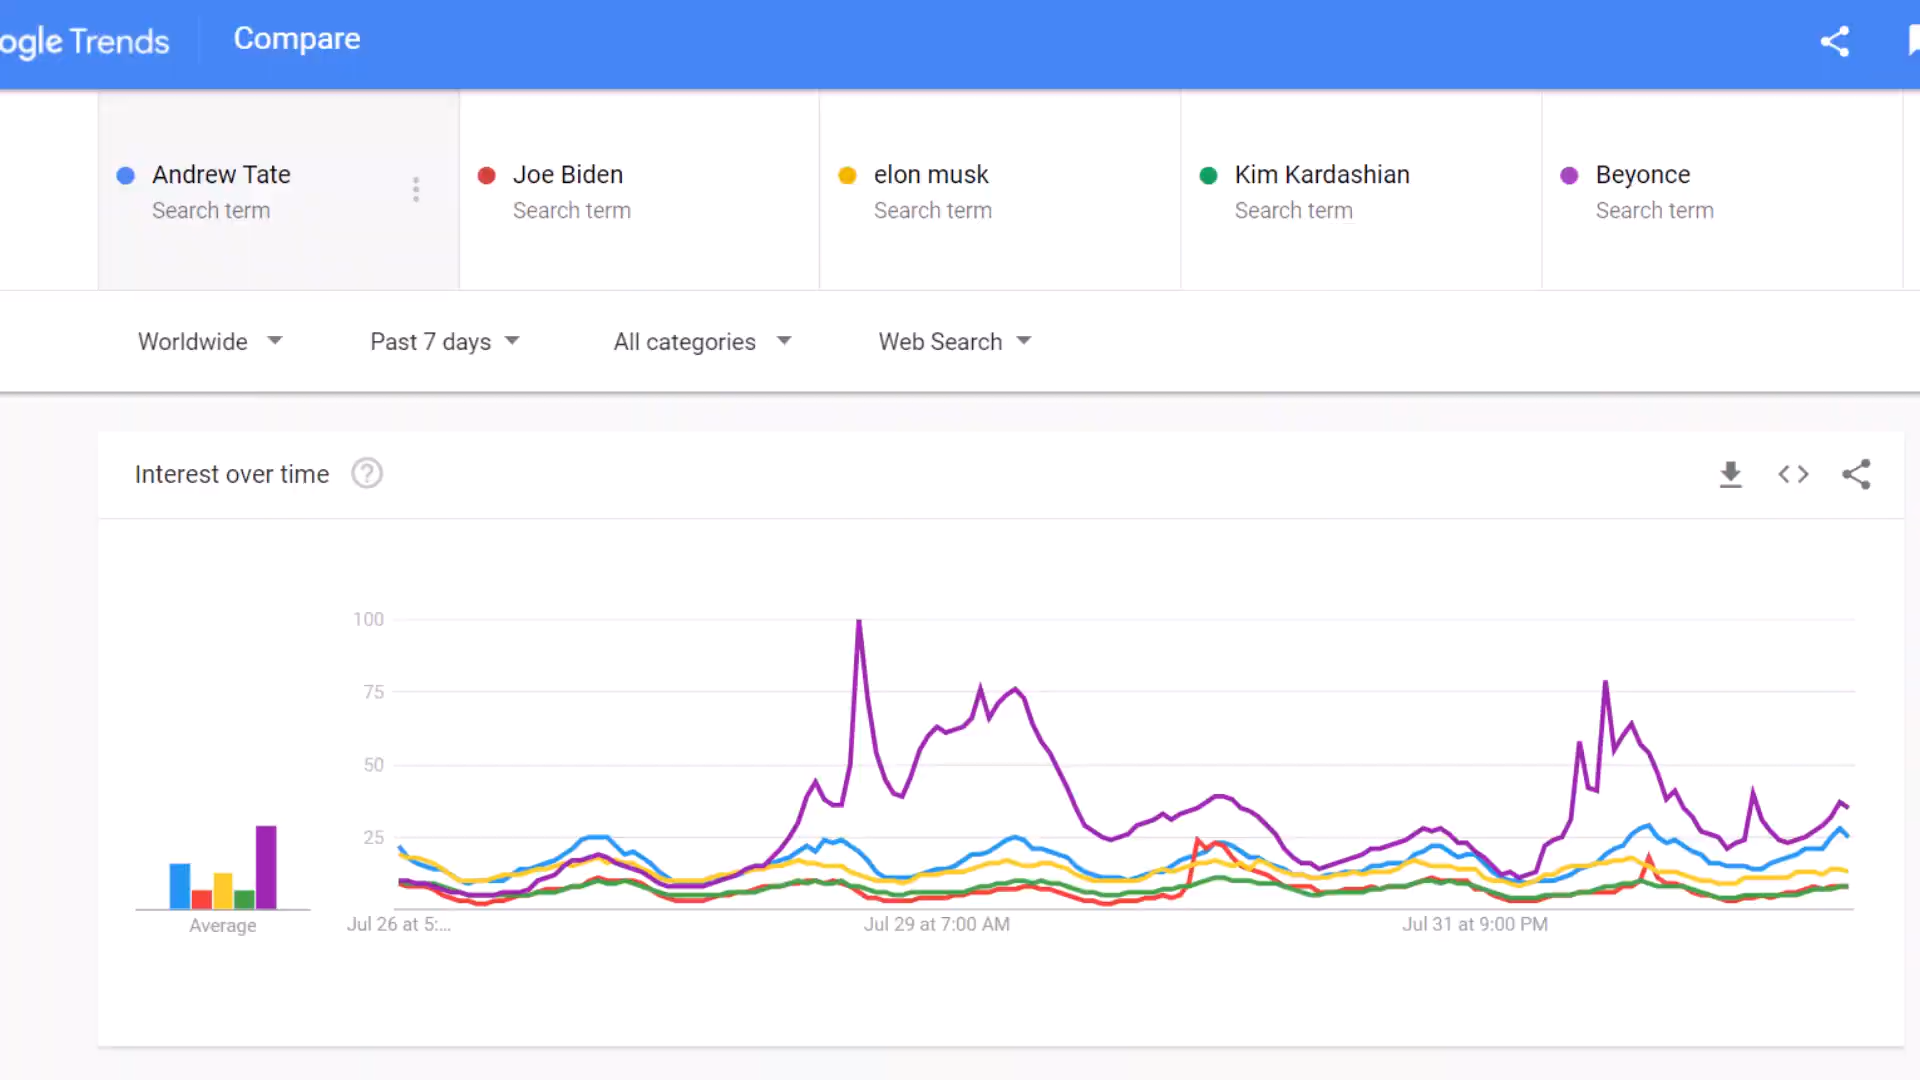 ogle Trends
Compare
Andrew Tate
Search term
Joe Biden
Search term
elon musk
Search term
Kim Kardashian
Search term
Beyonce
Search term
Worldwide
Past 7 days
All categories
Web Search
Interest over time
?
100
75
50
25
Average
Jul 26 at 5:...
Jul 29 at 7:00 AM
Jul 31 at 9:00 PM